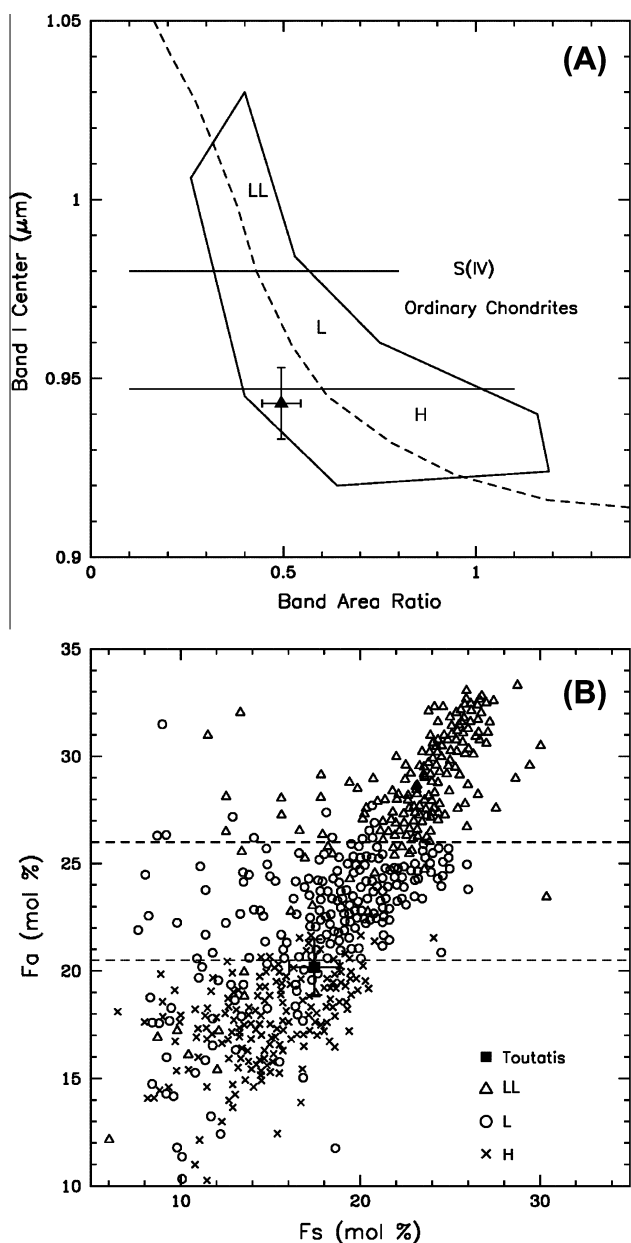 1.05
(A)
LL
1
S(IV)
Ordinary Chondrites
L
0.95
H
0.9
0
0.5
1
Band I Center (μm)
Band Area Ratio
35
(B)
30
25
20
15
10
Fa (mol %)
Toutatis
LL
L
H
10
20
30
Fs (mol %)